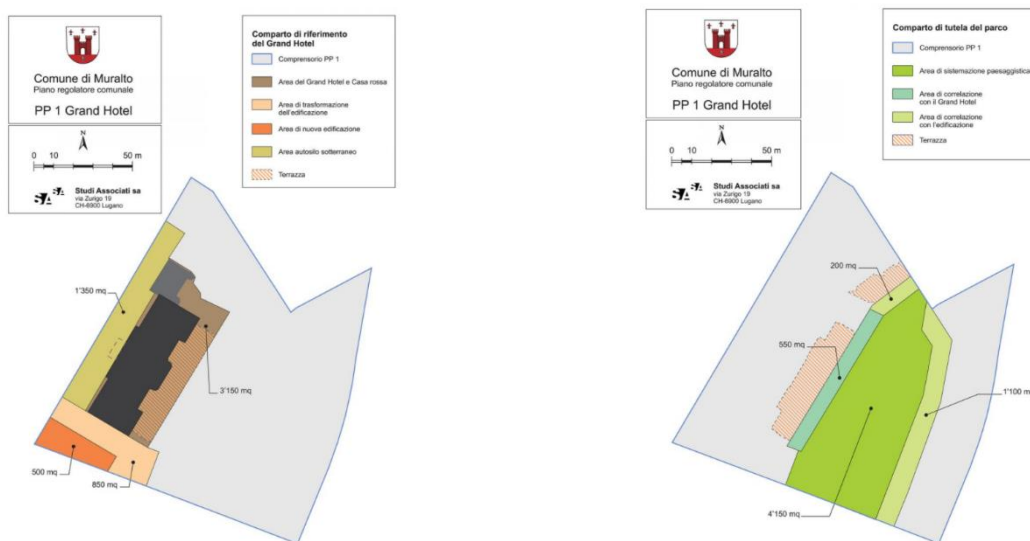 Comune di Muralto
Piano regolatore comunale
PP 1 Grand Hotel
N
0 10 50 m
Studi Associati sa
via Zurigo 19
CH-6900 Lugano
Comparto di riferimento
del Grand Hotel
Comprensorio PP 1
Area del Grand Hotel e Casa rossa
Area di trasformazione
dell'edificazione
Area di nuova edificazione
Area autosilo sotterraneo
Terrazza
1'350 mq
3'150 mq
500 mq
850 mq
Comune di Muralto
Piano regolatore comunale
PP 1 Grand Hotel
N
0 10 50 m
Studi Associati sa
via Zurigo 19
CH-6900 Lugano
Comparto di tutela del parco
Comprensorio PP 1
Area di sistemazione paesaggistica
Area di correlazione
con il Grand Hotel
Area di correlazione
con l'edificazione
Terrazza
200 mq
550 mq
1'100 m
4'150 mq